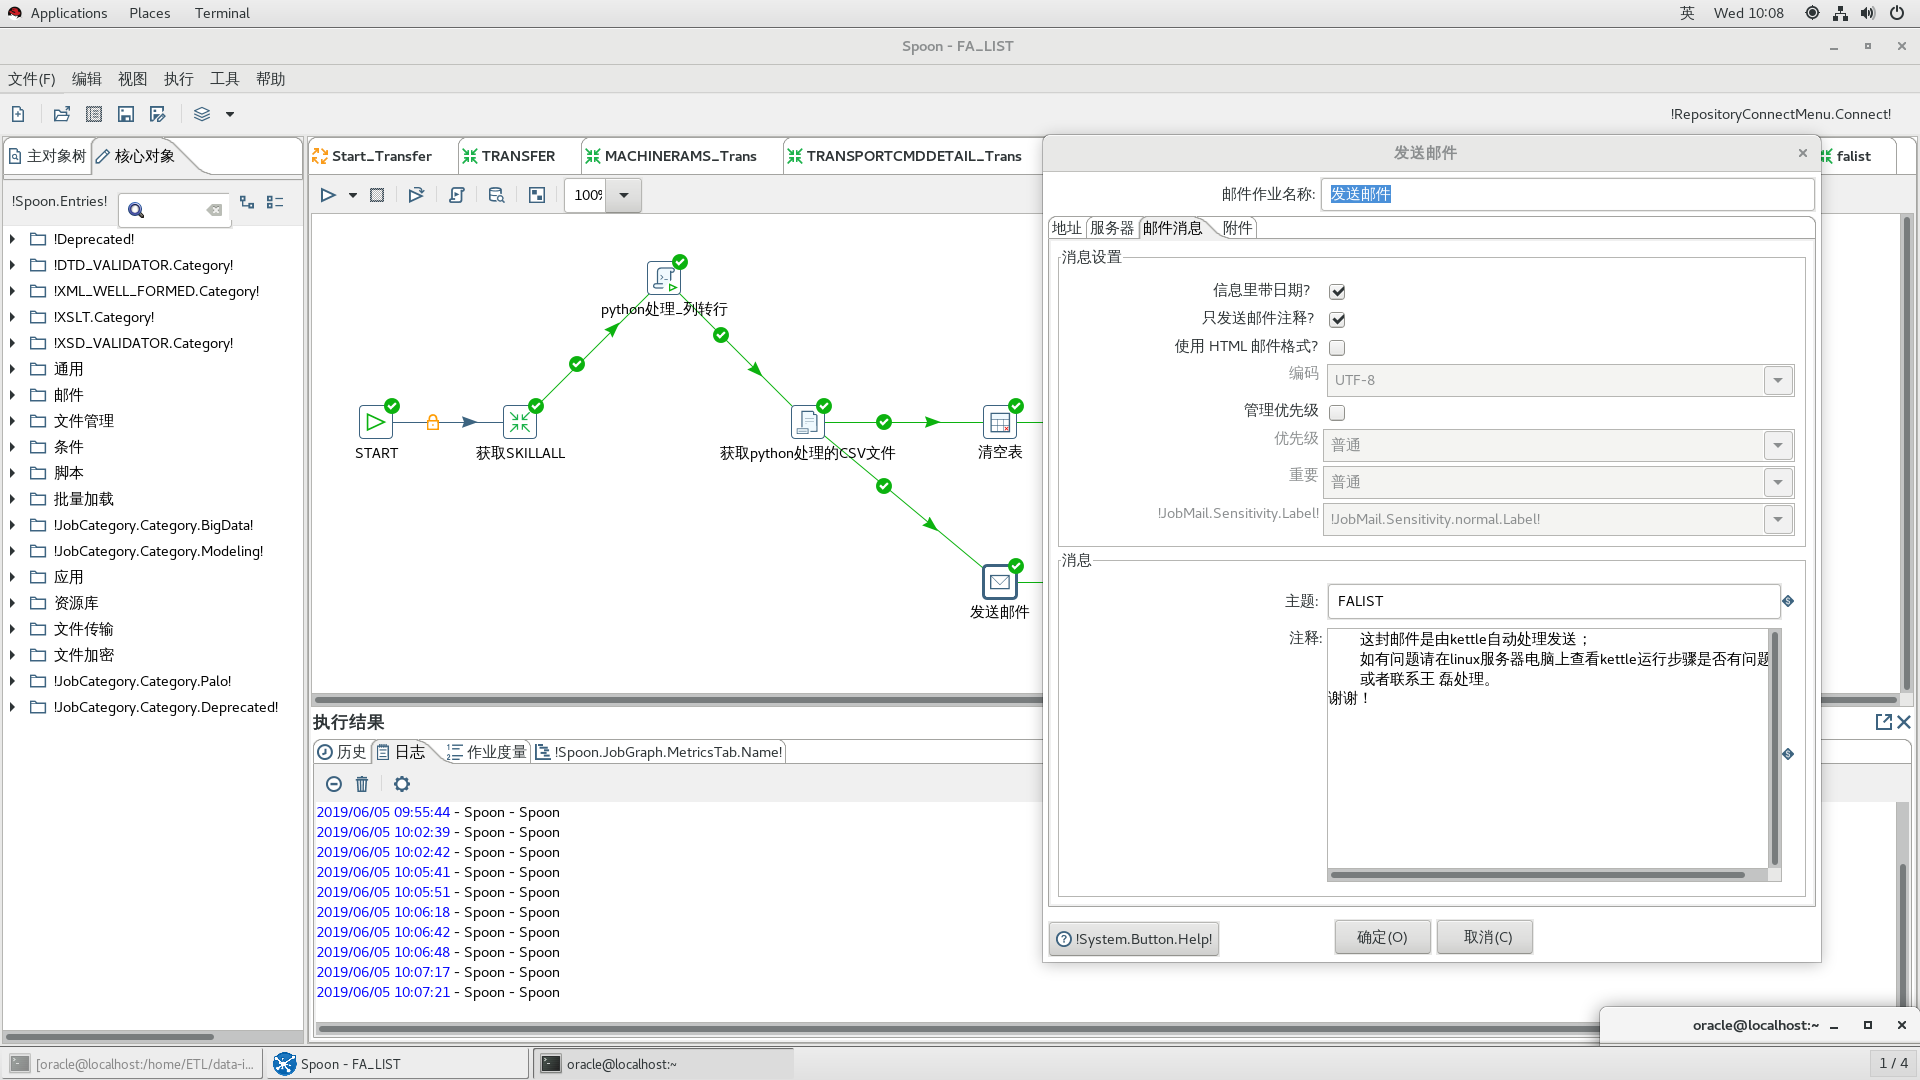 Applications Places Terminal 英 Wed 10:08
Spoon - FA_LIST
文件(F) 编辑 视图 执行 工具 帮助
!RepositoryConnectMenu.Connect!
主对象树 核心对象
Start_Transfer TRANSFER MACHINERAMS_Trans TRANSPORTCMDDETAIL_Trans falist
!Spoon.Entries!
!Deprecated!
!DTD_VALIDATOR.Category!
!XML_WELL_FORMED.Category!
!XSLT.Category!
!XSD_VALIDATOR.Category!
通用
邮件
文件管理
条件
脚本
批量加载
!JobCategory.Category.BigData!
!JobCategory.Category.Modeling!
应用
资源库
文件传输
文件加密
!JobCategory.Category.Palo!
!JobCategory.Category.Deprecated!
100%
python处理_列转行
START
获取SKILLALL
获取python处理的CSV文件
清空表
发送邮件
执行结果
历史 日志 作业度量 !Spoon.JobGraph.MetricsTab.Name!
2019/06/05 09:55:44 - Spoon - Spoon
2019/06/05 10:02:39 - Spoon - Spoon
2019/06/05 10:02:42 - Spoon - Spoon
2019/06/05 10:05:41 - Spoon - Spoon
2019/06/05 10:05:51 - Spoon - Spoon
2019/06/05 10:06:18 - Spoon - Spoon
2019/06/05 10:06:42 - Spoon - Spoon
2019/06/05 10:06:48 - Spoon - Spoon
2019/06/05 10:07:17 - Spoon - Spoon
2019/06/05 10:07:21 - Spoon - Spoon
发送邮件
邮件作业名称: 发送邮件
地址 服务器 邮件消息 附件
消息设置
信息里带日期?
只发送邮件注释?
使用 HTML 邮件格式?
编码 UTF-8
管理优先级
优先级 普通
重要 普通
!JobMail.Sensitivity.Label! !JobMail.Sensitivity.normal.Label!
消息
主题: FALIST
注释: 这封邮件是由kettle自动处理发送；
如有问题请在linux服务器电脑上查看kettle运行步骤是否有问题
或者联系王 磊处理。
谢谢！
!System.Button.Help! 确定(O) 取消(C)
oracle@localhost:~
[oracle@localhost:/home/ETL/data-i... Spoon - FA_LIST oracle@localhost:~ 1 / 4